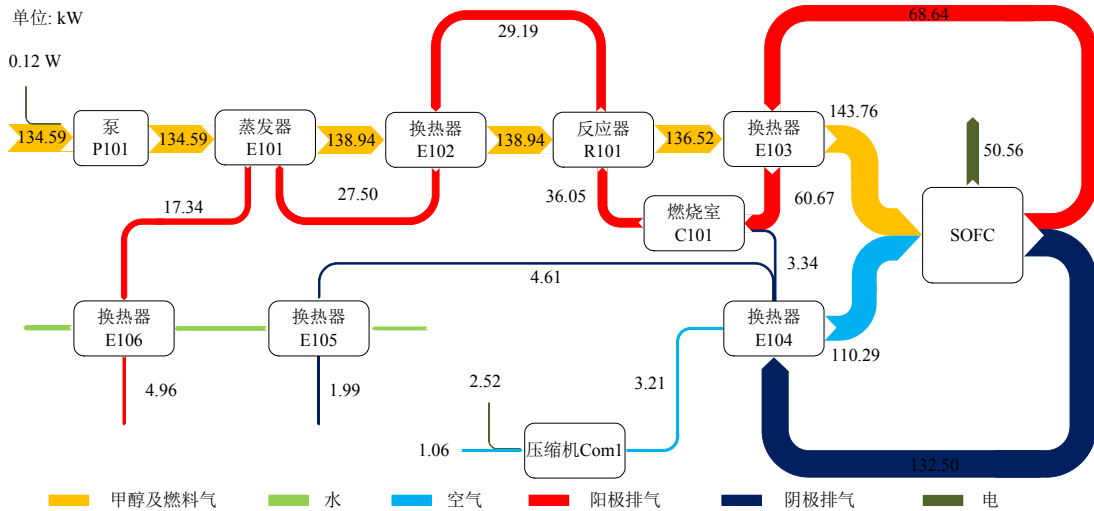 单位: kW
68.64
29.19
0.12 W
143.76
134.59
泵
P101
134.59
蒸发器
E101
138.94
换热器
E102
138.94
反应器
R101
136.52
换热器
E103
50.56
27.50
36.05
60.67
17.34
燃烧室
C101
SOFC
3.34
4.61
换热器
E106
换热器
E105
换热器
E104
110.29
4.96
1.99
2.52
3.21
1.06
压缩机Com1
132.50
甲醇及燃料气
水
空气
阳极排气
阴极排气
电